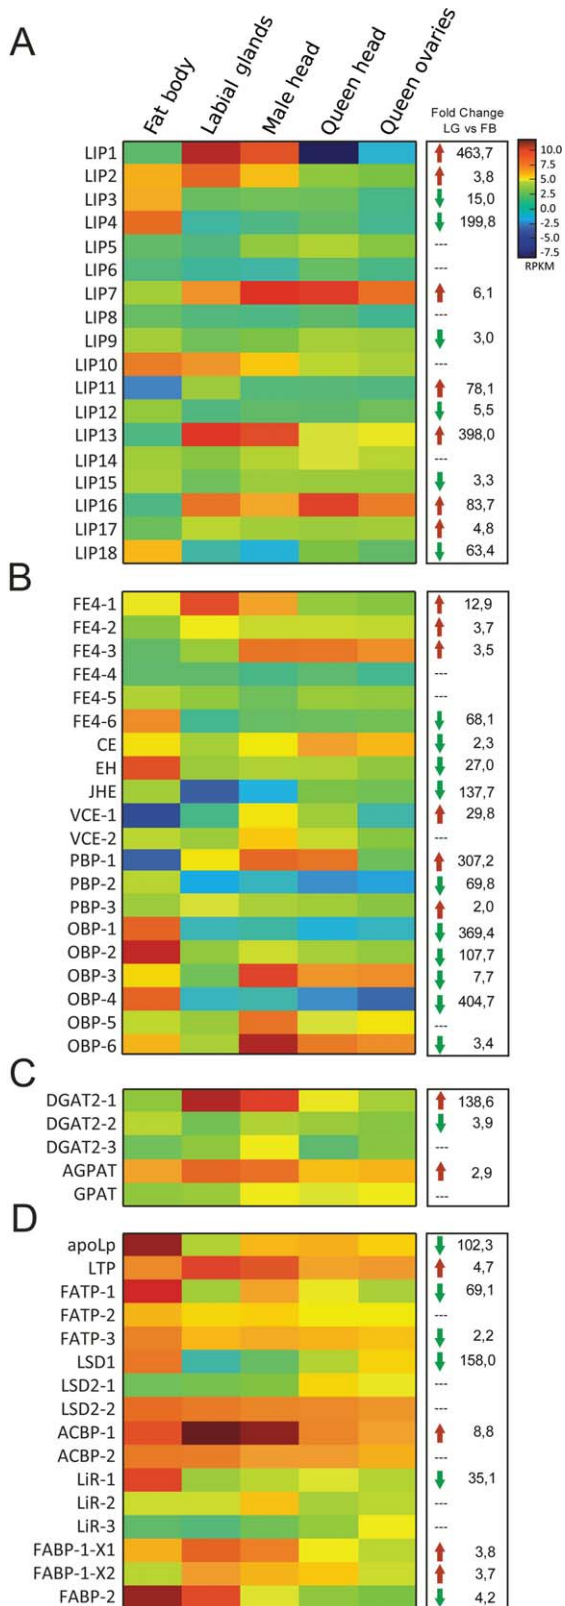 A
Fat body Labial glands Male head Queen head Queen ovaries
Fold Change
LG vs FB
LIP1 463,7
LIP2 3,8
LIP3 15,0
LIP4 199,8
LIP5 ---
LIP6 ---
LIP7 6,1
LIP8 ---
LIP9 3,0
LIP10 ---
LIP11 78,1
LIP12 5,5
LIP13 398,0
LIP14 ---
LIP15 3,3
LIP16 83,7
LIP17 4,8
LIP18 63,4
10.0
7.5
5.0
2.5
0.0
-2.5
-5.0
-7.5
RPKM
B
FE4-1 12,9
FE4-2 3,7
FE4-3 3,5
FE4-4 ---
FE4-5 ---
FE4-6 68,1
CE 2,3
EH 27,0
JHE 137,7
VCE-1 29,8
VCE-2 ---
PBP-1 307,2
PBP-2 69,8
PBP-3 2,0
OBP-1 369,4
OBP-2 107,7
OBP-3 7,7
OBP-4 404,7
OBP-5 ---
OBP-6 3,4
C
DGAT2-1 138,6
DGAT2-2 3,9
DGAT2-3 ---
AGPAT 2,9
GPAT ---
D
apoLp 102,3
LTP 4,7
FATP-1 69,1
FATP-2 ---
FATP-3 2,2
LSD1 158,0
LSD2-1 ---
LSD2-2 ---
ACBP-1 8,8
ACBP-2 ---
LiR-1 35,1
LiR-2 ---
LiR-3 ---
FABP-1-X1 3,8
FABP-1-X2 3,7
FABP-2 4,2